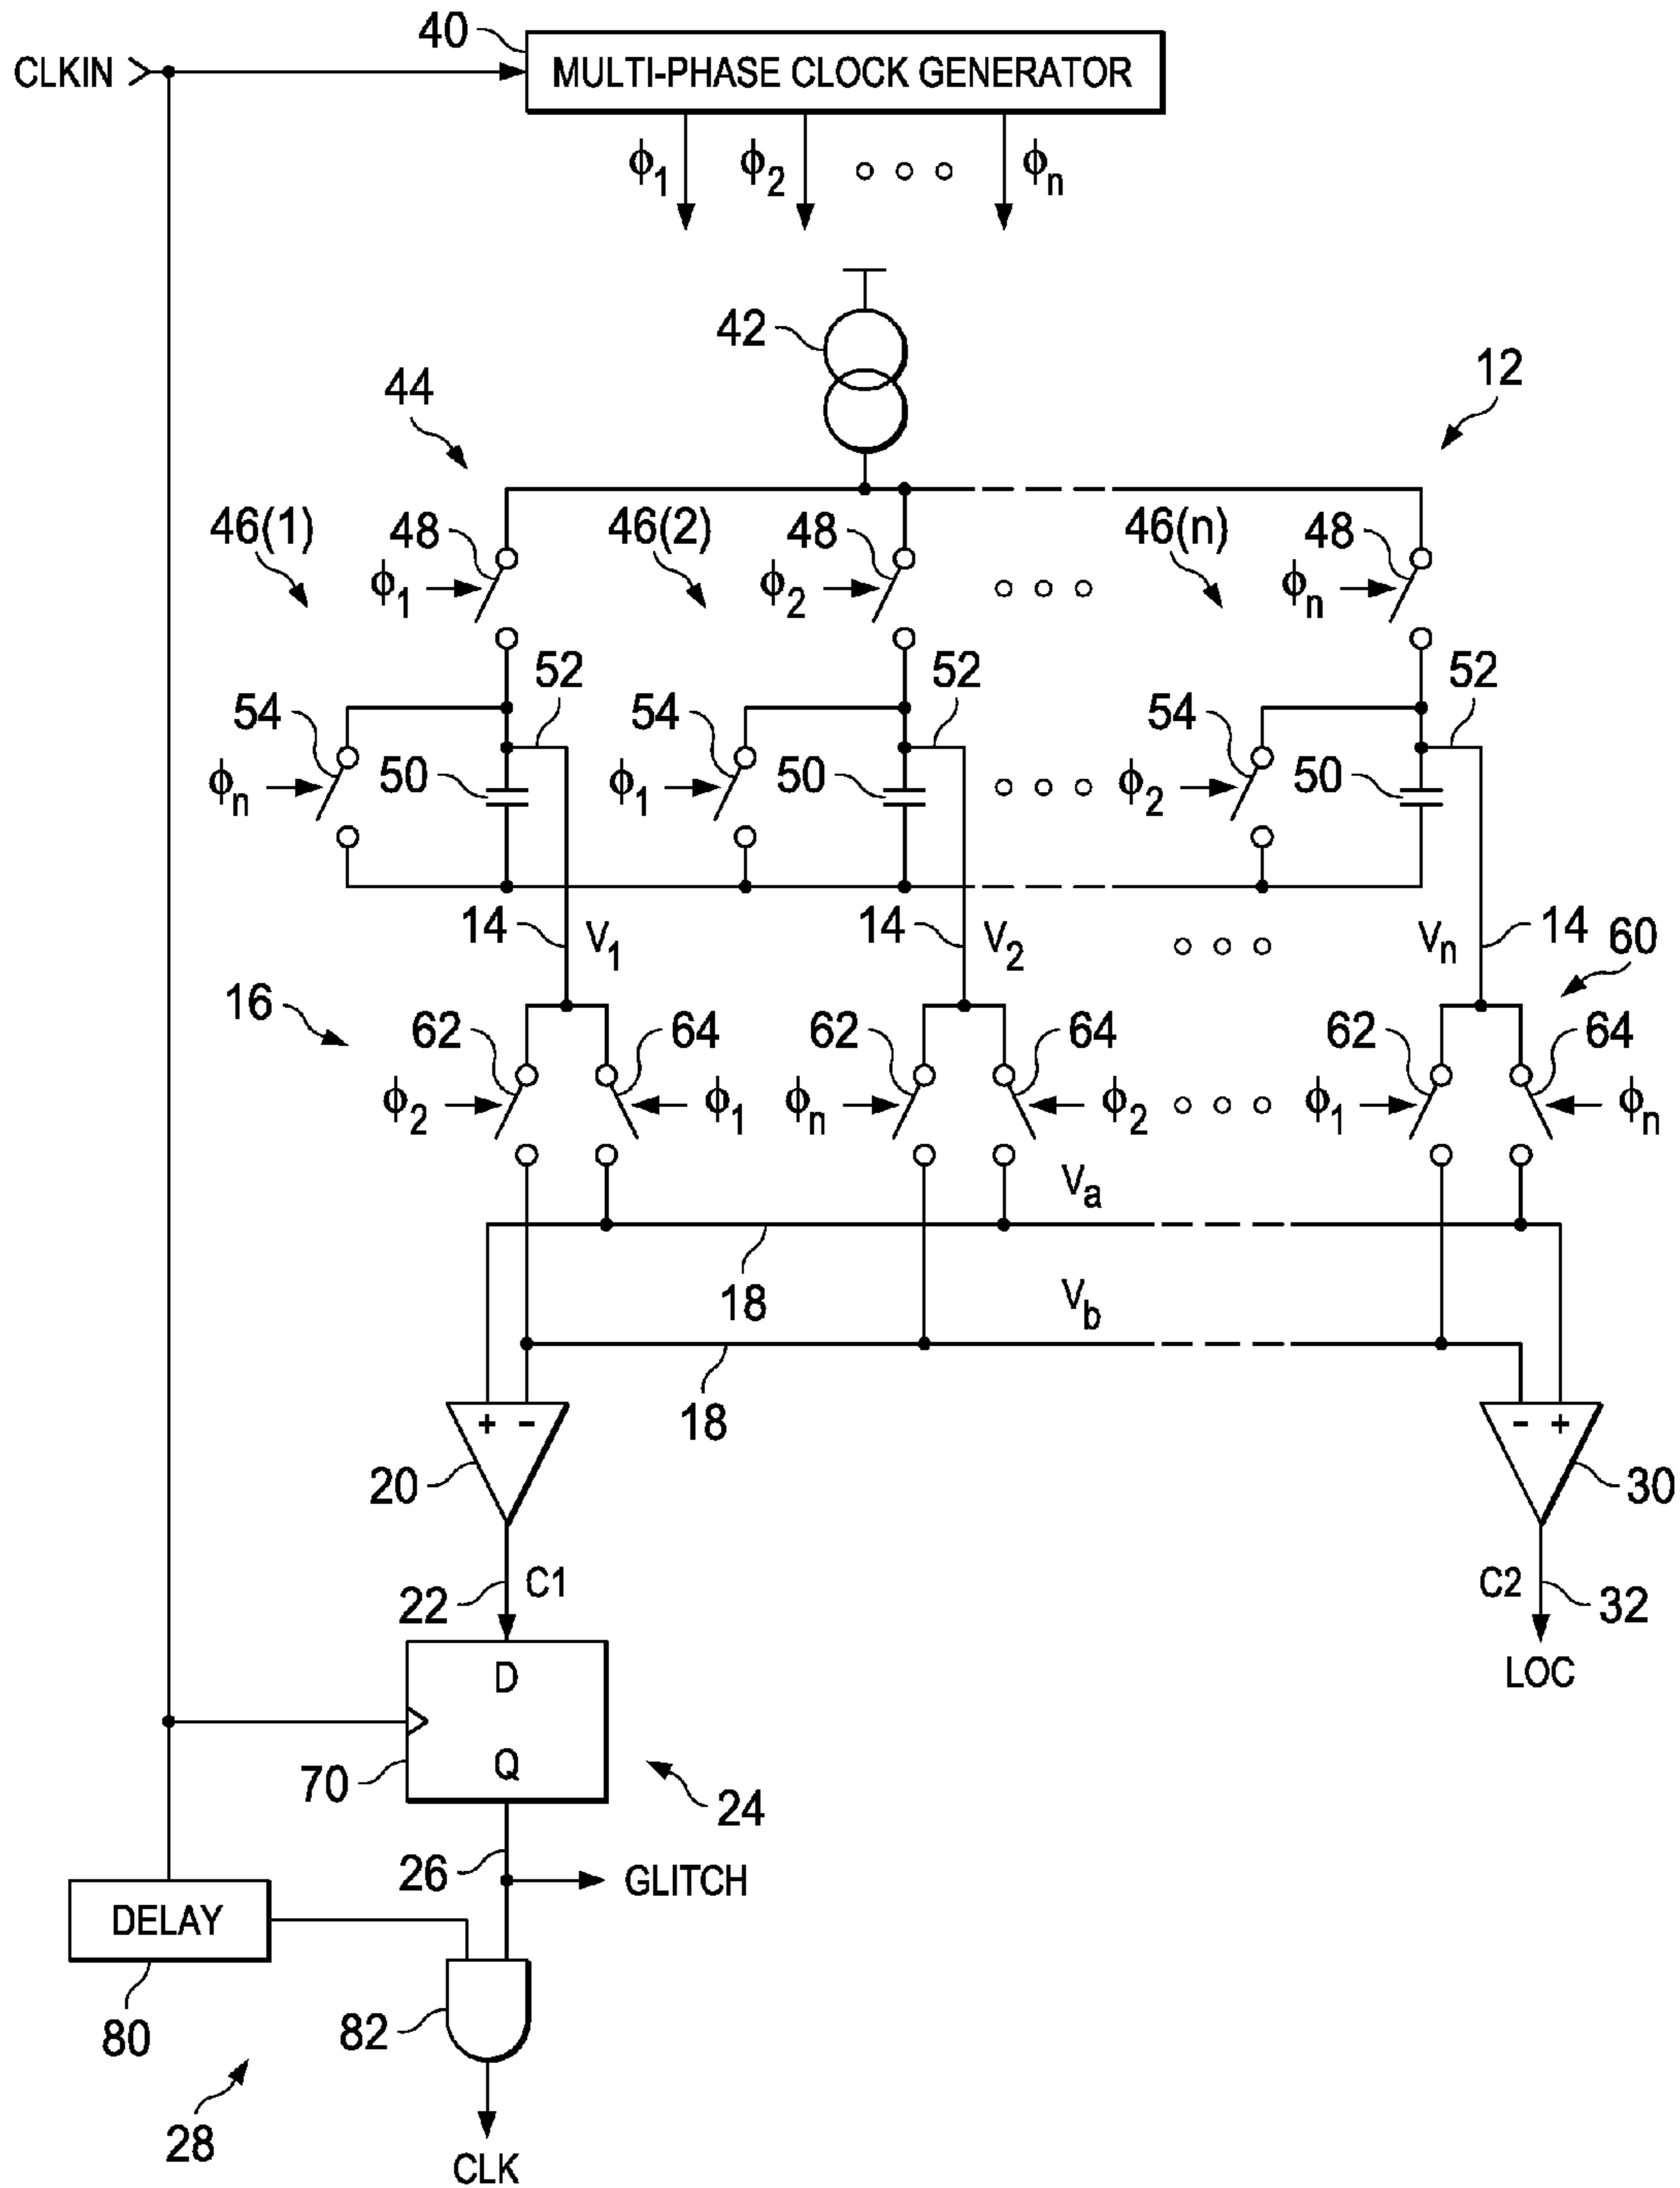 40
CLKIN
MULTI-PHASE CLOCK GENERATOR
ϕ1 ϕ2 ϕn
42
44
12
46(1) 48 46(2) 48 46(n) 48
ϕ1 ϕ2 ϕn
52 52 52
54 54 54
ϕn 50 ϕ1 50 ϕ2 50
14 V1 14 V2 Vn 14
60
16
62 64 62 64 62 64
ϕ2 ϕ1 ϕn ϕ2 ϕ1 ϕn
Va
18
Vb
18
+ - - +
20 30
C1 C2
22 32
D
LOC
Q
70
24
26
GLITCH
DELAY
82
80
28
CLK